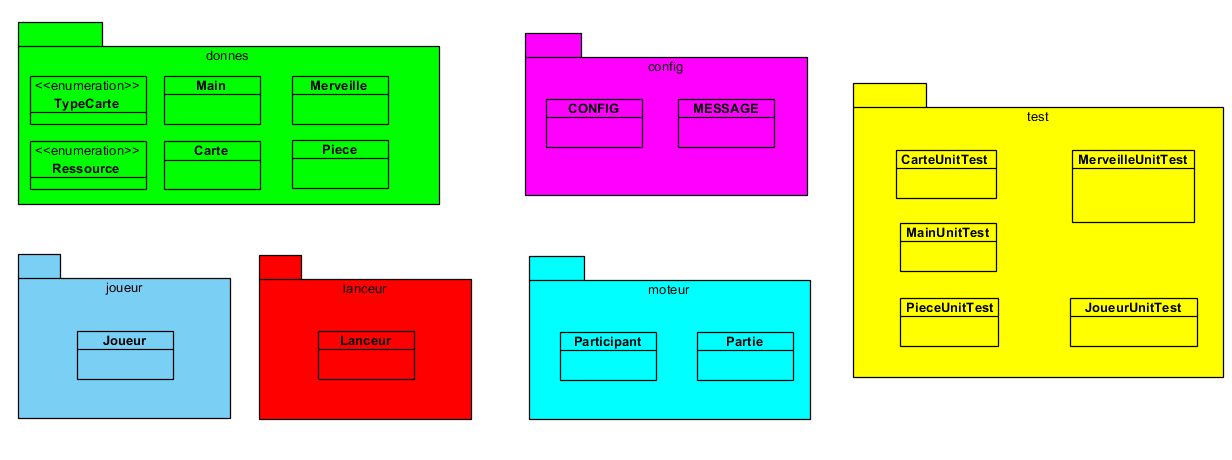 donnes
<<enumeration>>
TypeCarte
Main
Merveille
<<enumeration>>
Ressource
Carte
Piece
config
CONFIG
MESSAGE
test
CarteUnitTest
MerveilleUnitTest
MainUnitTest
PieceUnitTest
JoueurUnitTest
joueur
Joueur
lanceur
Lanceur
moteur
Participant
Partie